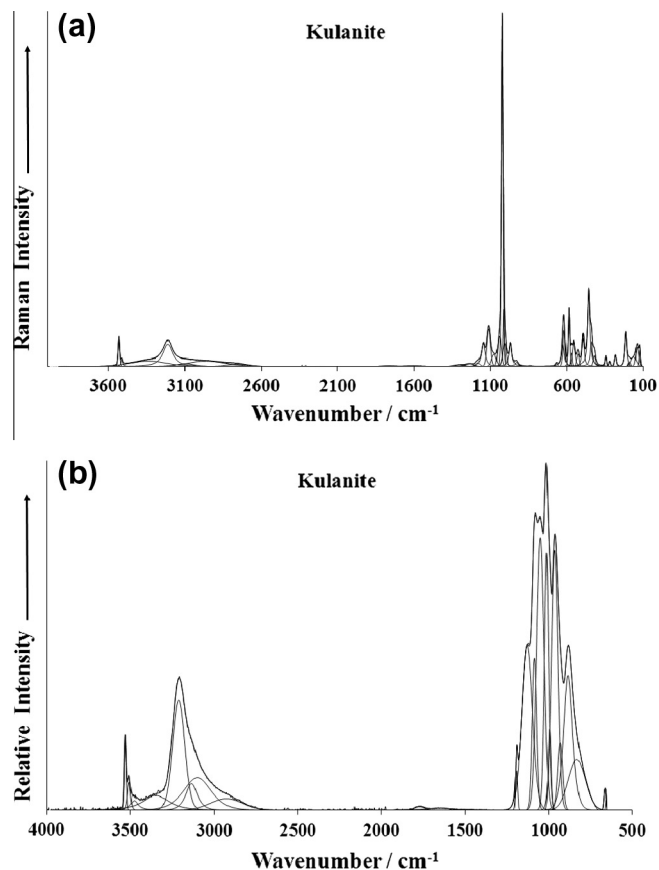 (a)
Kulanite
Raman Intensity
3600 3100 2600 2100 1600 1100 600 100
Wavenumber / cm-1
(b)
Kulanite
Relative Intensity
4000 3500 3000 2500 2000 1500 1000 500
Wavenumber / cm-1